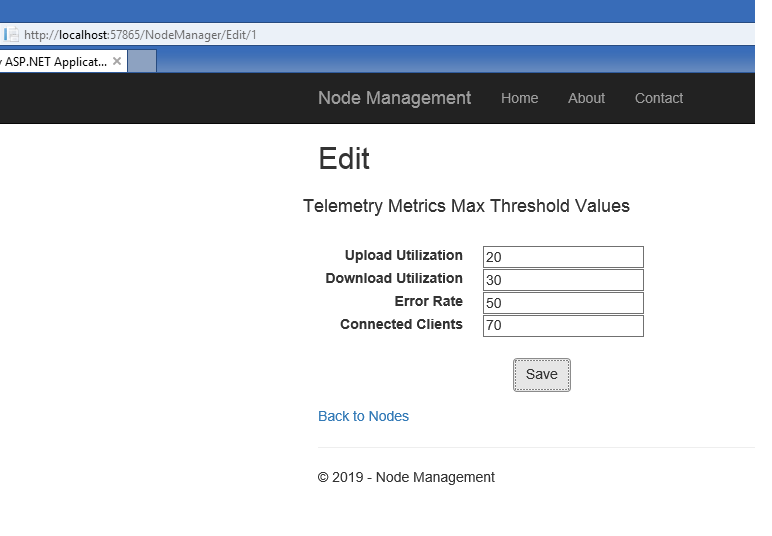 http://localhost:57865/NodeManager/Edit/1
ASP.NET Applicat... ×
Node Management Home About Contact
Edit
Telemetry Metrics Max Threshold Values
Upload Utilization 20
Download Utilization 30
Error Rate 50
Connected Clients 70
Save
Back to Nodes
© 2019 - Node Management